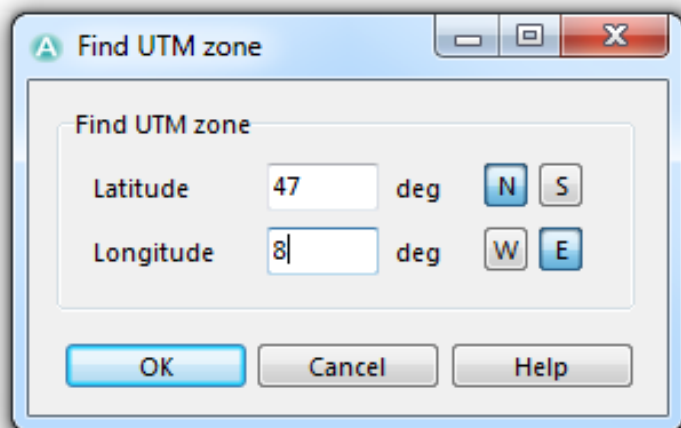 Find UTM zone
Find UTM zone
Latitude 47 deg N S
Longitude 8 deg W E
OK Cancel Help